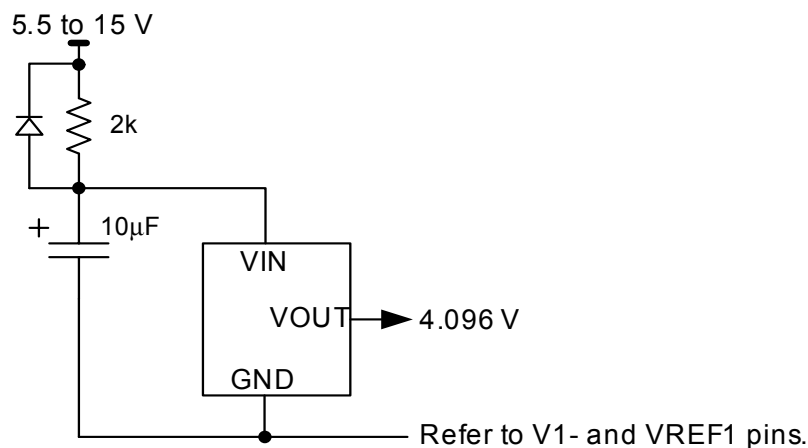 5.5 to 15 V
2k
+ 10μF
VIN
VOUT 4.096 V
GND
Refer to V1- and VREF1 pins.